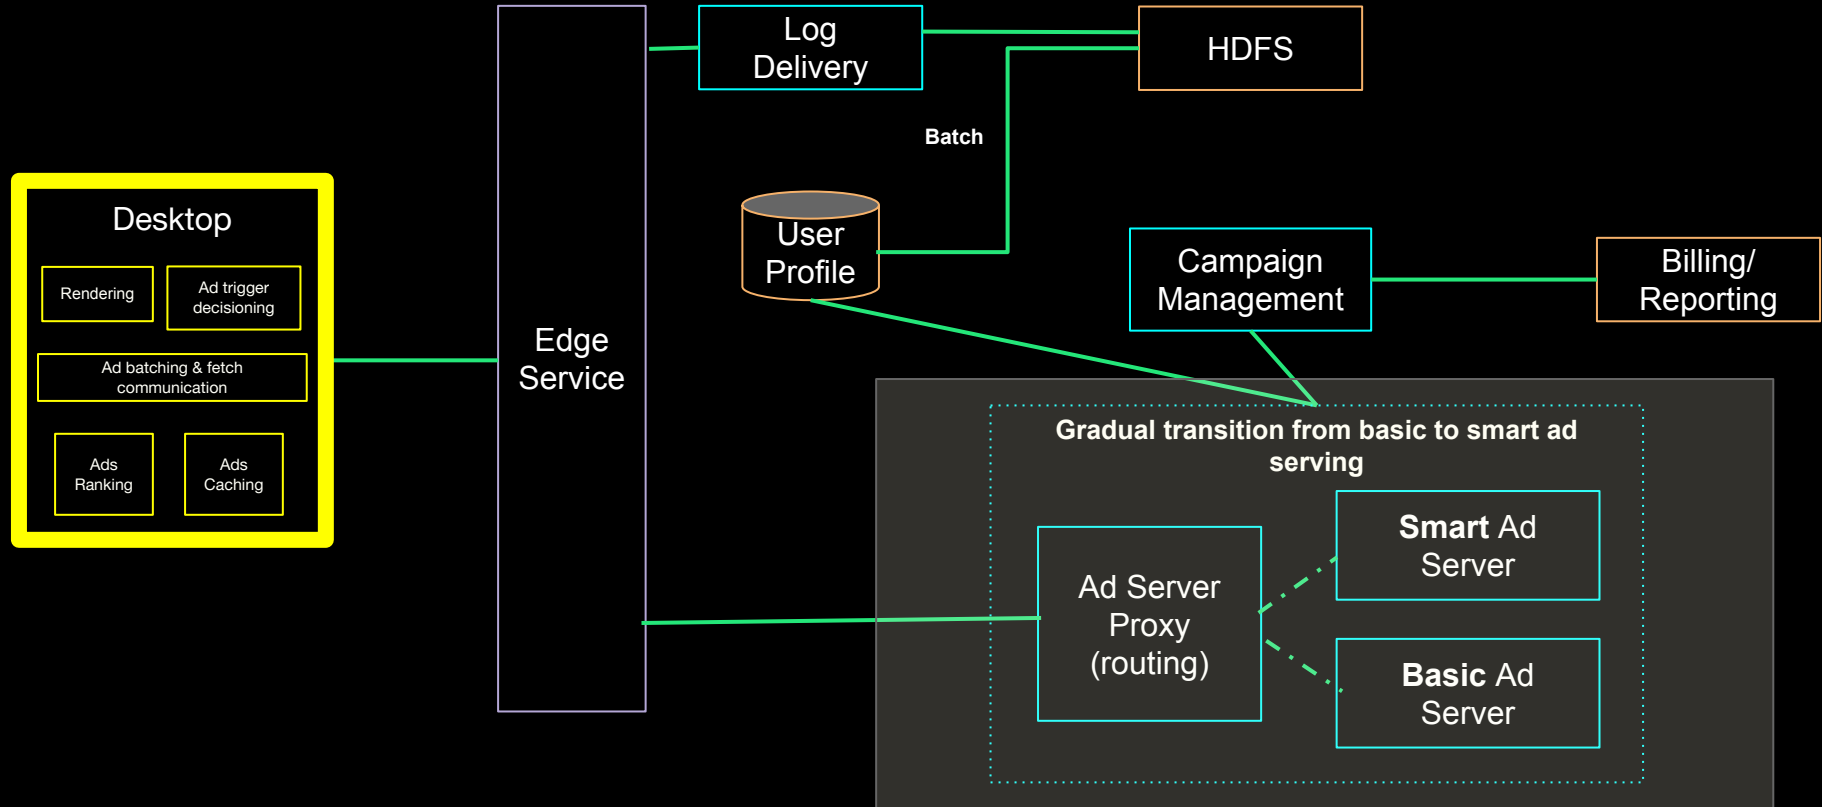 Log
Delivery
HDFS
Batch
Desktop
Rendering
Ad trigger
decisioning
Ad batching & fetch
communication
Ads
Ranking
Ads
Caching
Edge
Service
User
Profile
Campaign
Management
Billing/
Reporting
Gradual transition from basic to smart ad
serving
Ad Server
Proxy
(routing)
Smart Ad
Server
Basic Ad
Server